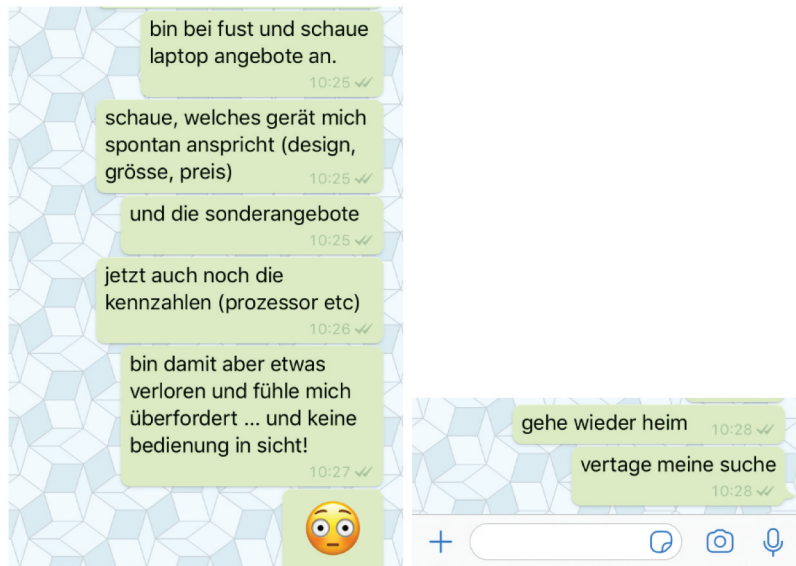 bin bei fust und schaue
laptop angebote an.
10:25
schaue, welches gerät mich
spontan anspricht (design,
grösse, preis)
10:25
und die sonderangebote
10:25
jetzt auch noch die
kennzahlen (prozessor etc)
10:26
bin damit aber etwas
verloren und fühle mich
überfordert ... und keine
bedienung in sicht!
10:27
😳
gehe wieder heim
10:28
vertage meine suche
10:28